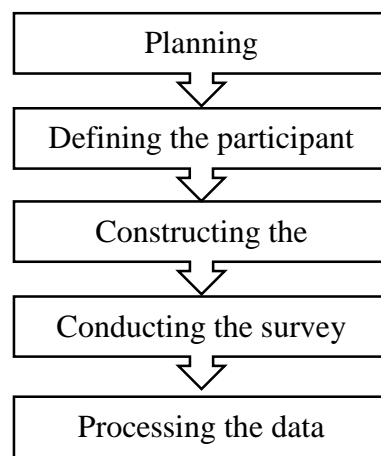 Planning
Defining the participant
Constructing the
Conducting the survey
Processing the data